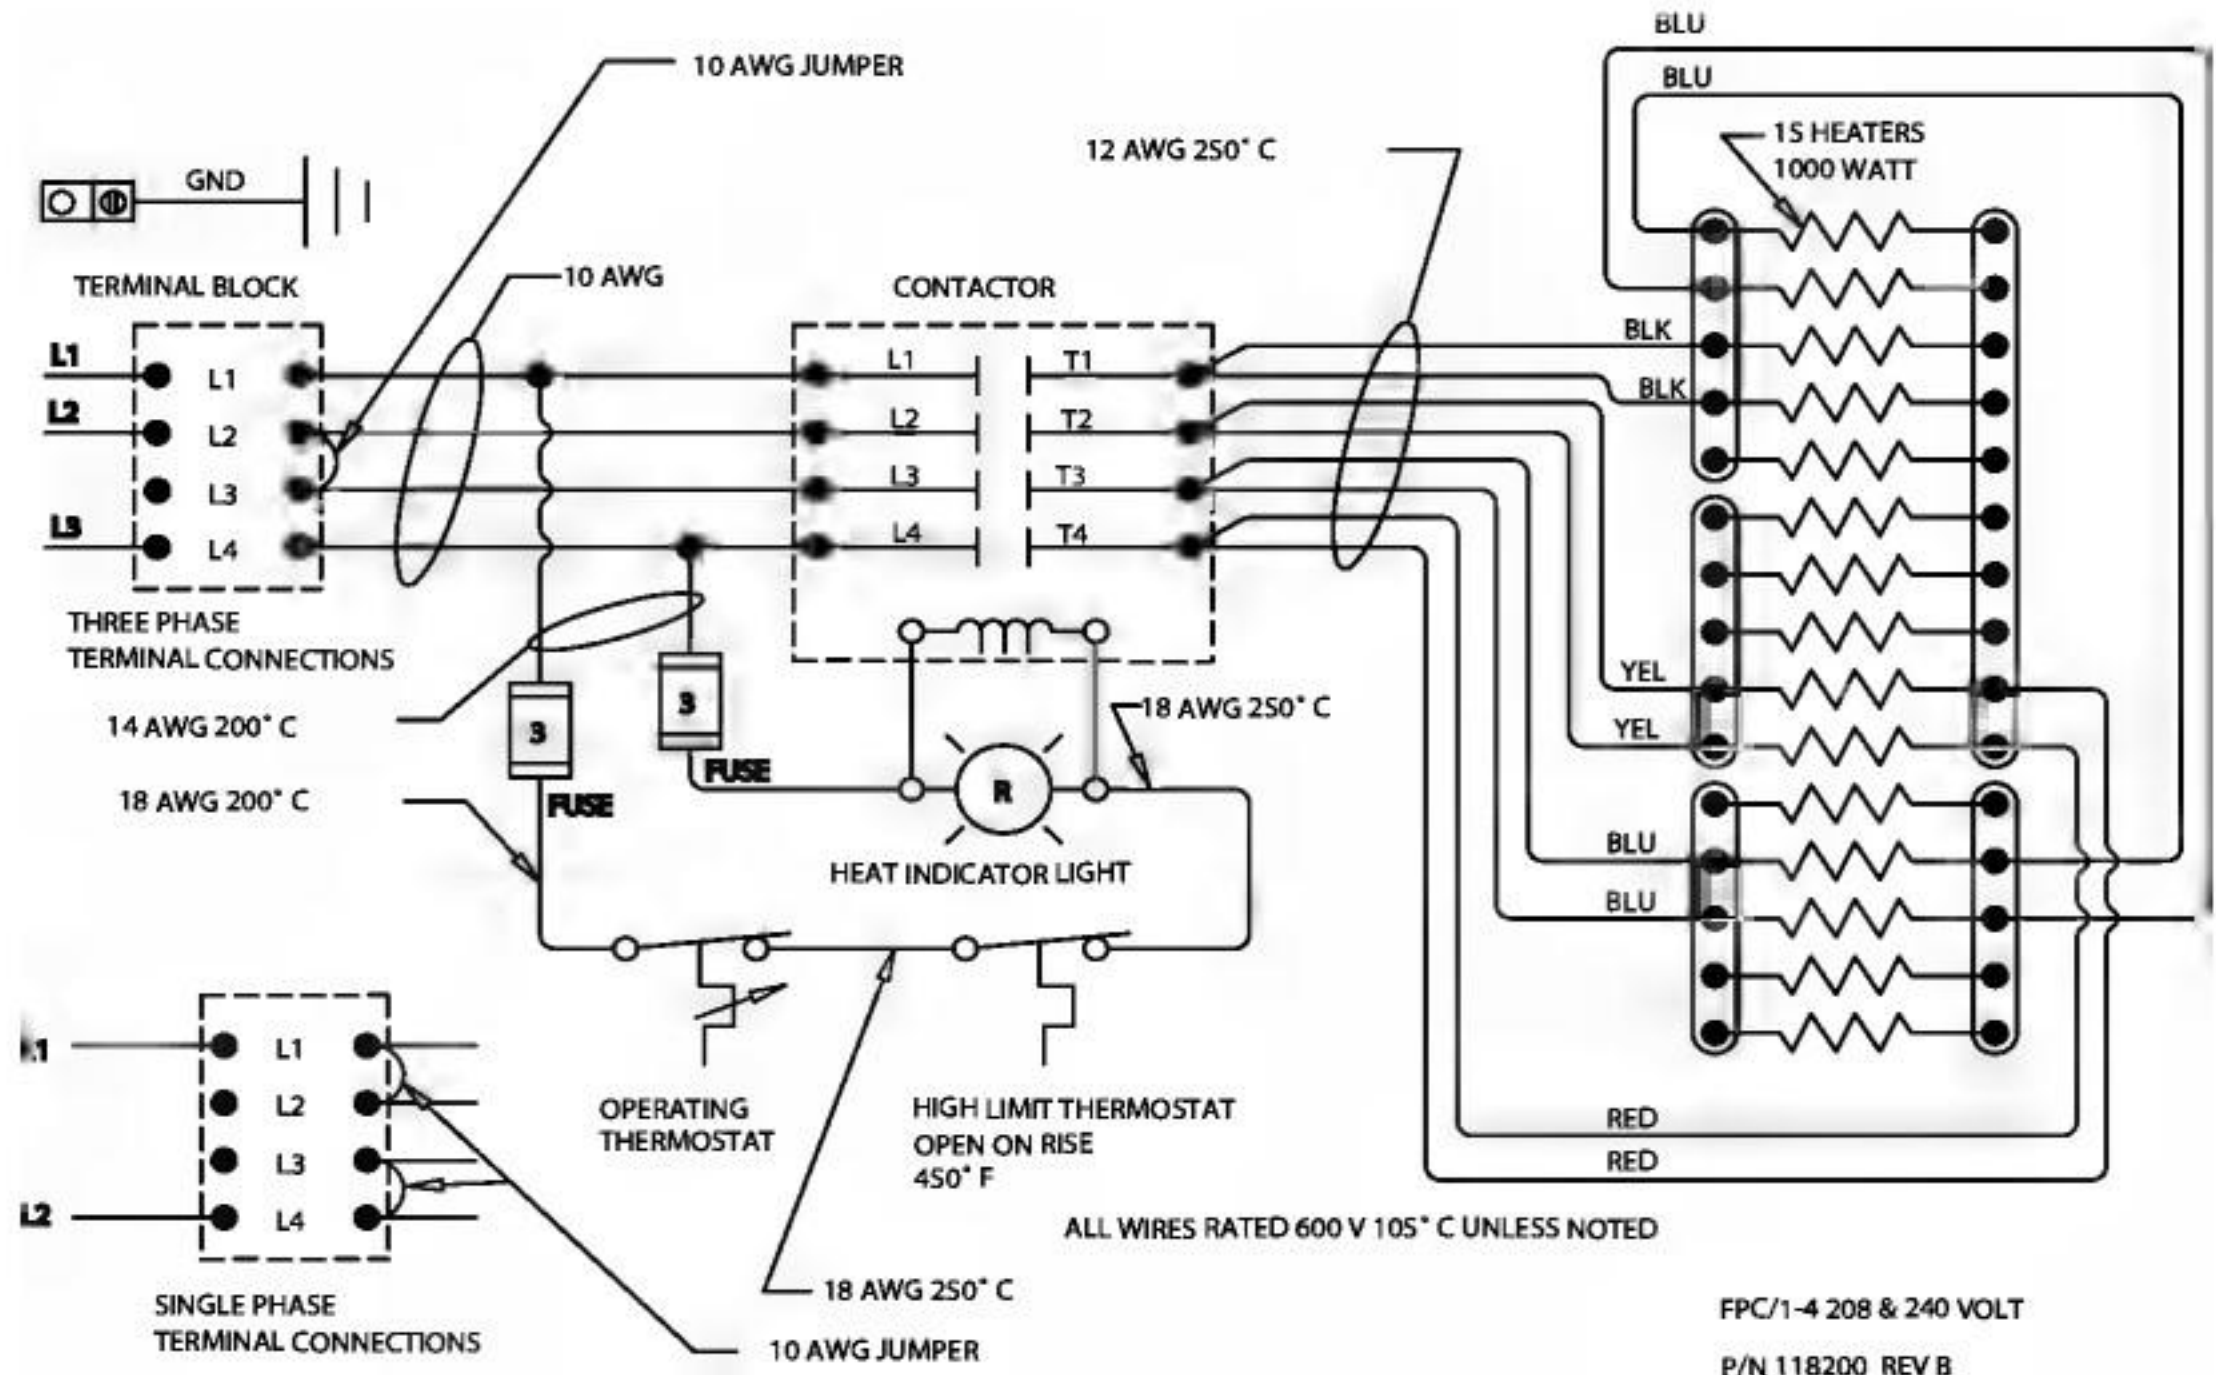 BLU
10 AWG JUMPER
BLU
15 HEATERS
1000 WATT
12 AWG 250° C
GND
10 AWG
TERMINAL BLOCK
CONTACTOR
BLK
L1
L1
L1
T1
BLK
L2
L2
L2
T2
L3
L3
T3
L3
L4
L4
T4
THREE PHASE
TERMINAL CONNECTIONS
YEL
3
3
18 AWG 250° C
14 AWG 200° C
YEL
FUSE
R
18 AWG 200° C
FUSE
HEAT INDICATOR LIGHT
BLU
BLU
L1
L2
L3
L2
L4
OPERATING
THERMOSTAT
HIGH LIMIT THERMOSTAT
OPEN ON RISE
450° F
RED
RED
ALL WIRES RATED 600 V 105° C UNLESS NOTED
18 AWG 250° C
SINGLE PHASE
TERMINAL CONNECTIONS
10 AWG JUMPER
FPC/1-4 208 & 240 VOLT
P/N 118200 REV B